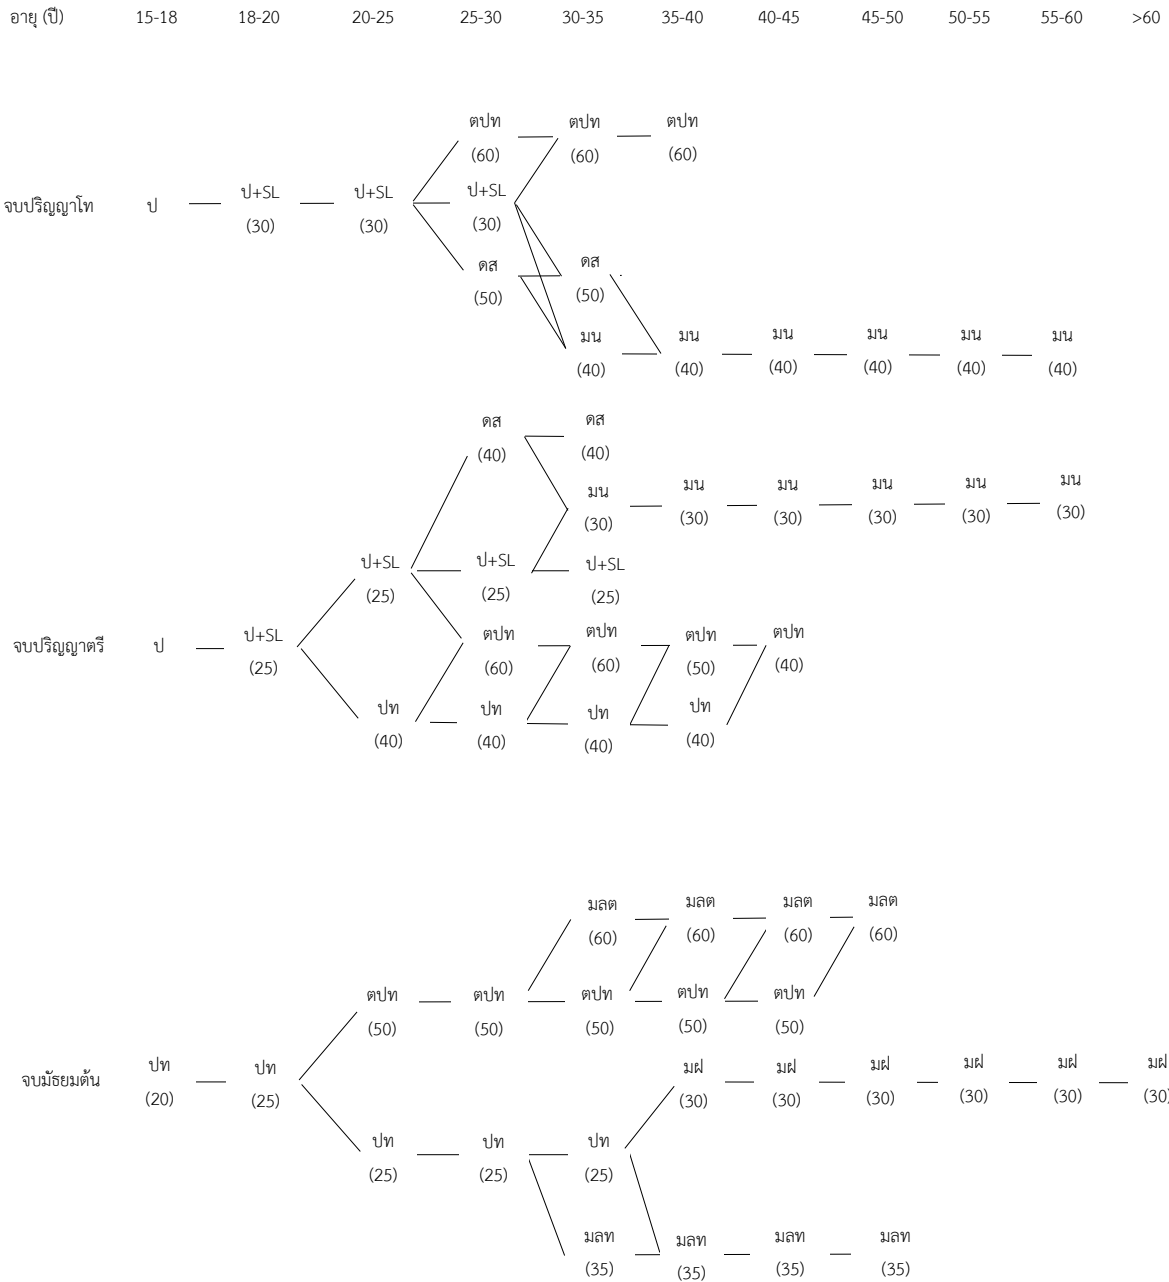 อายุ (ปี) 15-18 18-20 20-25 25-30 30-35 35-40 40-45 45-50 50-55 55-60 >60
ตปท ตปท ตปท
(60) (60) (60)
จบปริญญาโท ป ป+SL ป+SL ป+SL
(30) (30) (30)
ดส ดส
(50) (50)
มน มน มน มน มน มน
(40) (40) (40) (40) (40) (40)
ดส ดส
(40) (40)
มน มน มน มน มน มน
(30) (30) (30) (30) (30) (30)
ป+SL ป+SL ป+SL
(25) (25) (25)
จบปริญญาตรี ป ป+SL ตปท ตปท ตปท ตปท
(25) (60) (60) (50) (40)
ปท ปท ปท ปท
(40) (40) (40) (40)
มลต มลต มลต มลต
(60) (60) (60) (60)
ตปท ตปท ตปท ตปท ตปท
(50) (50) (50) (50) (50)
จบมัธยมต้น ปท ปท มฝ มฝ มฝ มฝ มฝ มฝ
(20) (25) (30) (30) (30) (30) (30) (30)
ปท ปท ปท
(25) (25) (25)
มลท มลท มลท มลท
(35) (35) (35) (35)